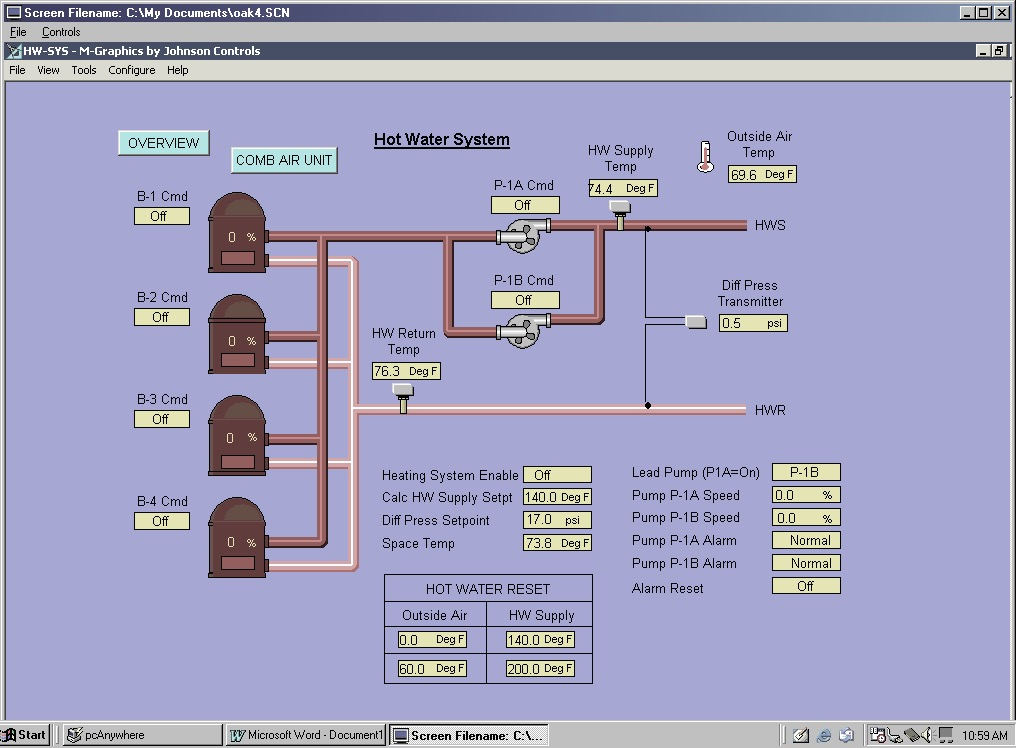 Screen Filename: C:\My Documents\oak4.SCN
File Controls
HW-SYS - M-Graphics by Johnson Controls
File View Tools Configure Help
OVERVIEW
COMB AIR UNIT
Hot Water System
HW Supply
Temp
74.4 Deg F
Outside Air
Temp
69.6 Deg F
B-1 Cmd
Off
0 %
P-1A Cmd
Off
HWS
B-2 Cmd
Off
0 %
P-1B Cmd
Off
Diff Press
Transmitter
0.5 psi
HW Return
Temp
76.3 Deg F
B-3 Cmd
Off
0 %
HWR
B-4 Cmd
Off
0 %
Heating System Enable Off
Calc HW Supply Setpt 140.0 Deg F
Diff Press Setpoint 17.0 psi
Space Temp 73.8 Deg F
Lead Pump (P1A=On) P-1B
Pump P-1A Speed 0.0 %
Pump P-1B Speed 0.0 %
Pump P-1A Alarm Normal
Pump P-1B Alarm Normal
Alarm Reset Off
HOT WATER RESET
Outside Air HW Supply
0.0 Deg F 140.0 Deg F
60.0 Deg F 200.0 Deg F
Start pcAnywhere Microsoft Word - Document1 Screen Filename: C:\... 10:59 AM